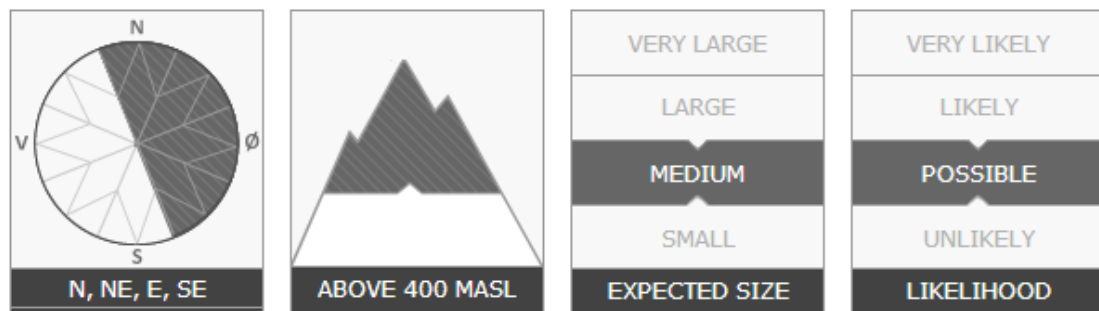 N
V
Ø
S
N, NE, E, SE
ABOVE 400 MASL
VERY LARGE
LARGE
MEDIUM
SMALL
EXPECTED SIZE
VERY LIKELY
LIKELY
POSSIBLE
UNLIKELY
LIKELIHOOD